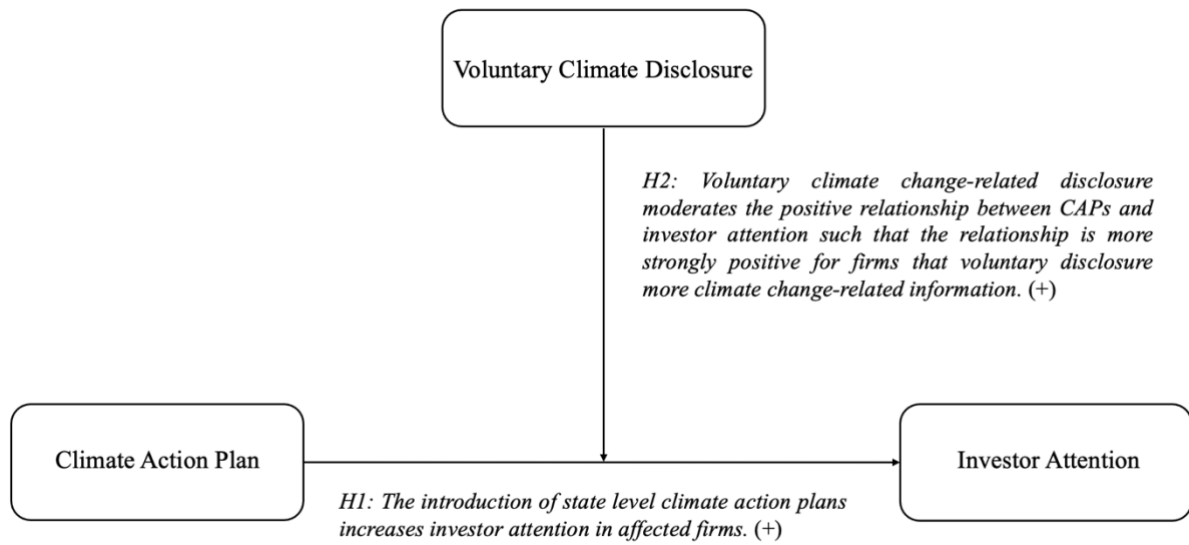 Voluntary Climate Disclosure
H2: Voluntary climate change-related disclosure
moderates the positive relationship between CAPs and
investor attention such that the relationship is more
strongly positive for firms that voluntary disclosure
more climate change-related information. (+)
Climate Action Plan
Investor Attention
H1: The introduction of state level climate action plans
increases investor attention in affected firms. (+)